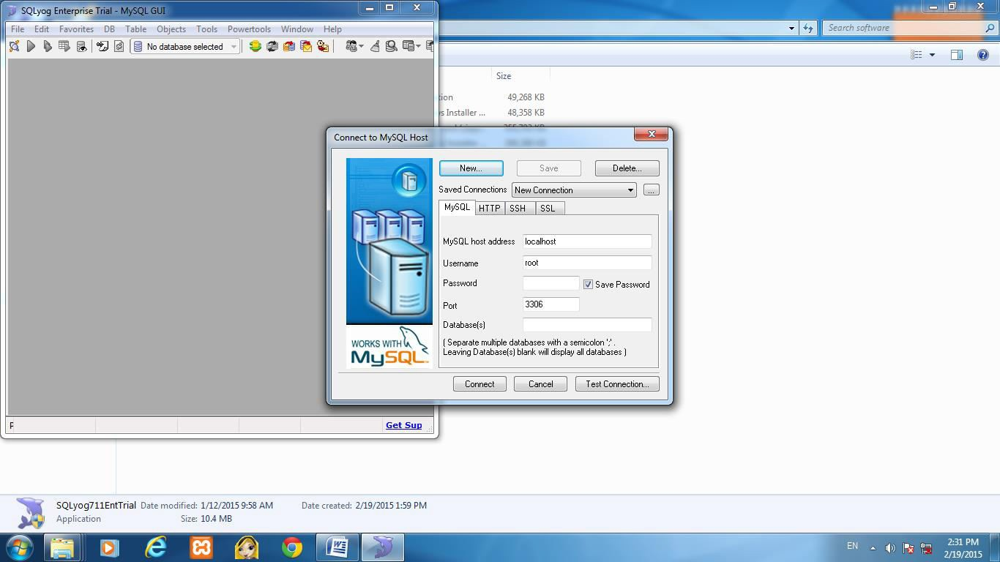 SQLyog Enterprise Trial - MySQL GUI
File Edit Favorites DB Table Objects Tools Powertools Window Help
No database selected
Search software
Size
49,268 KB
Installer ... 48,358 KB
Connect to MySQL Host
New... Save Delete...
Saved Connections New Connection ...
MySQL HTTP SSH SSL
MySQL host address localhost
Username root
Password Save Password
Port 3306
Database(s)
( Separate multiple databases with a semicolon ';' .
Leaving Database(s) blank will display all databases )
WORKS WITH
MySQL
Connect Cancel Test Connection...
Get Sup
SQLyog711EntTrial Date modified: 1/12/2015 9:58 AM Date created: 2/19/2015 1:59 PM
Application Size: 10.4 MB
EN
2:31 PM
2/19/2015